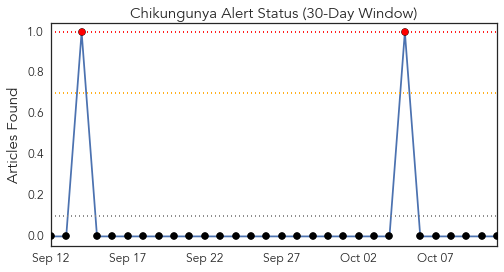 Chikungunya Alert Status (30-Day Window)
Articles Found
1.0
0.8
0.6
0.4
0.2
0.0
Sep 12 Sep 17 Sep 22 Sep 27 Oct 02 Oct 07